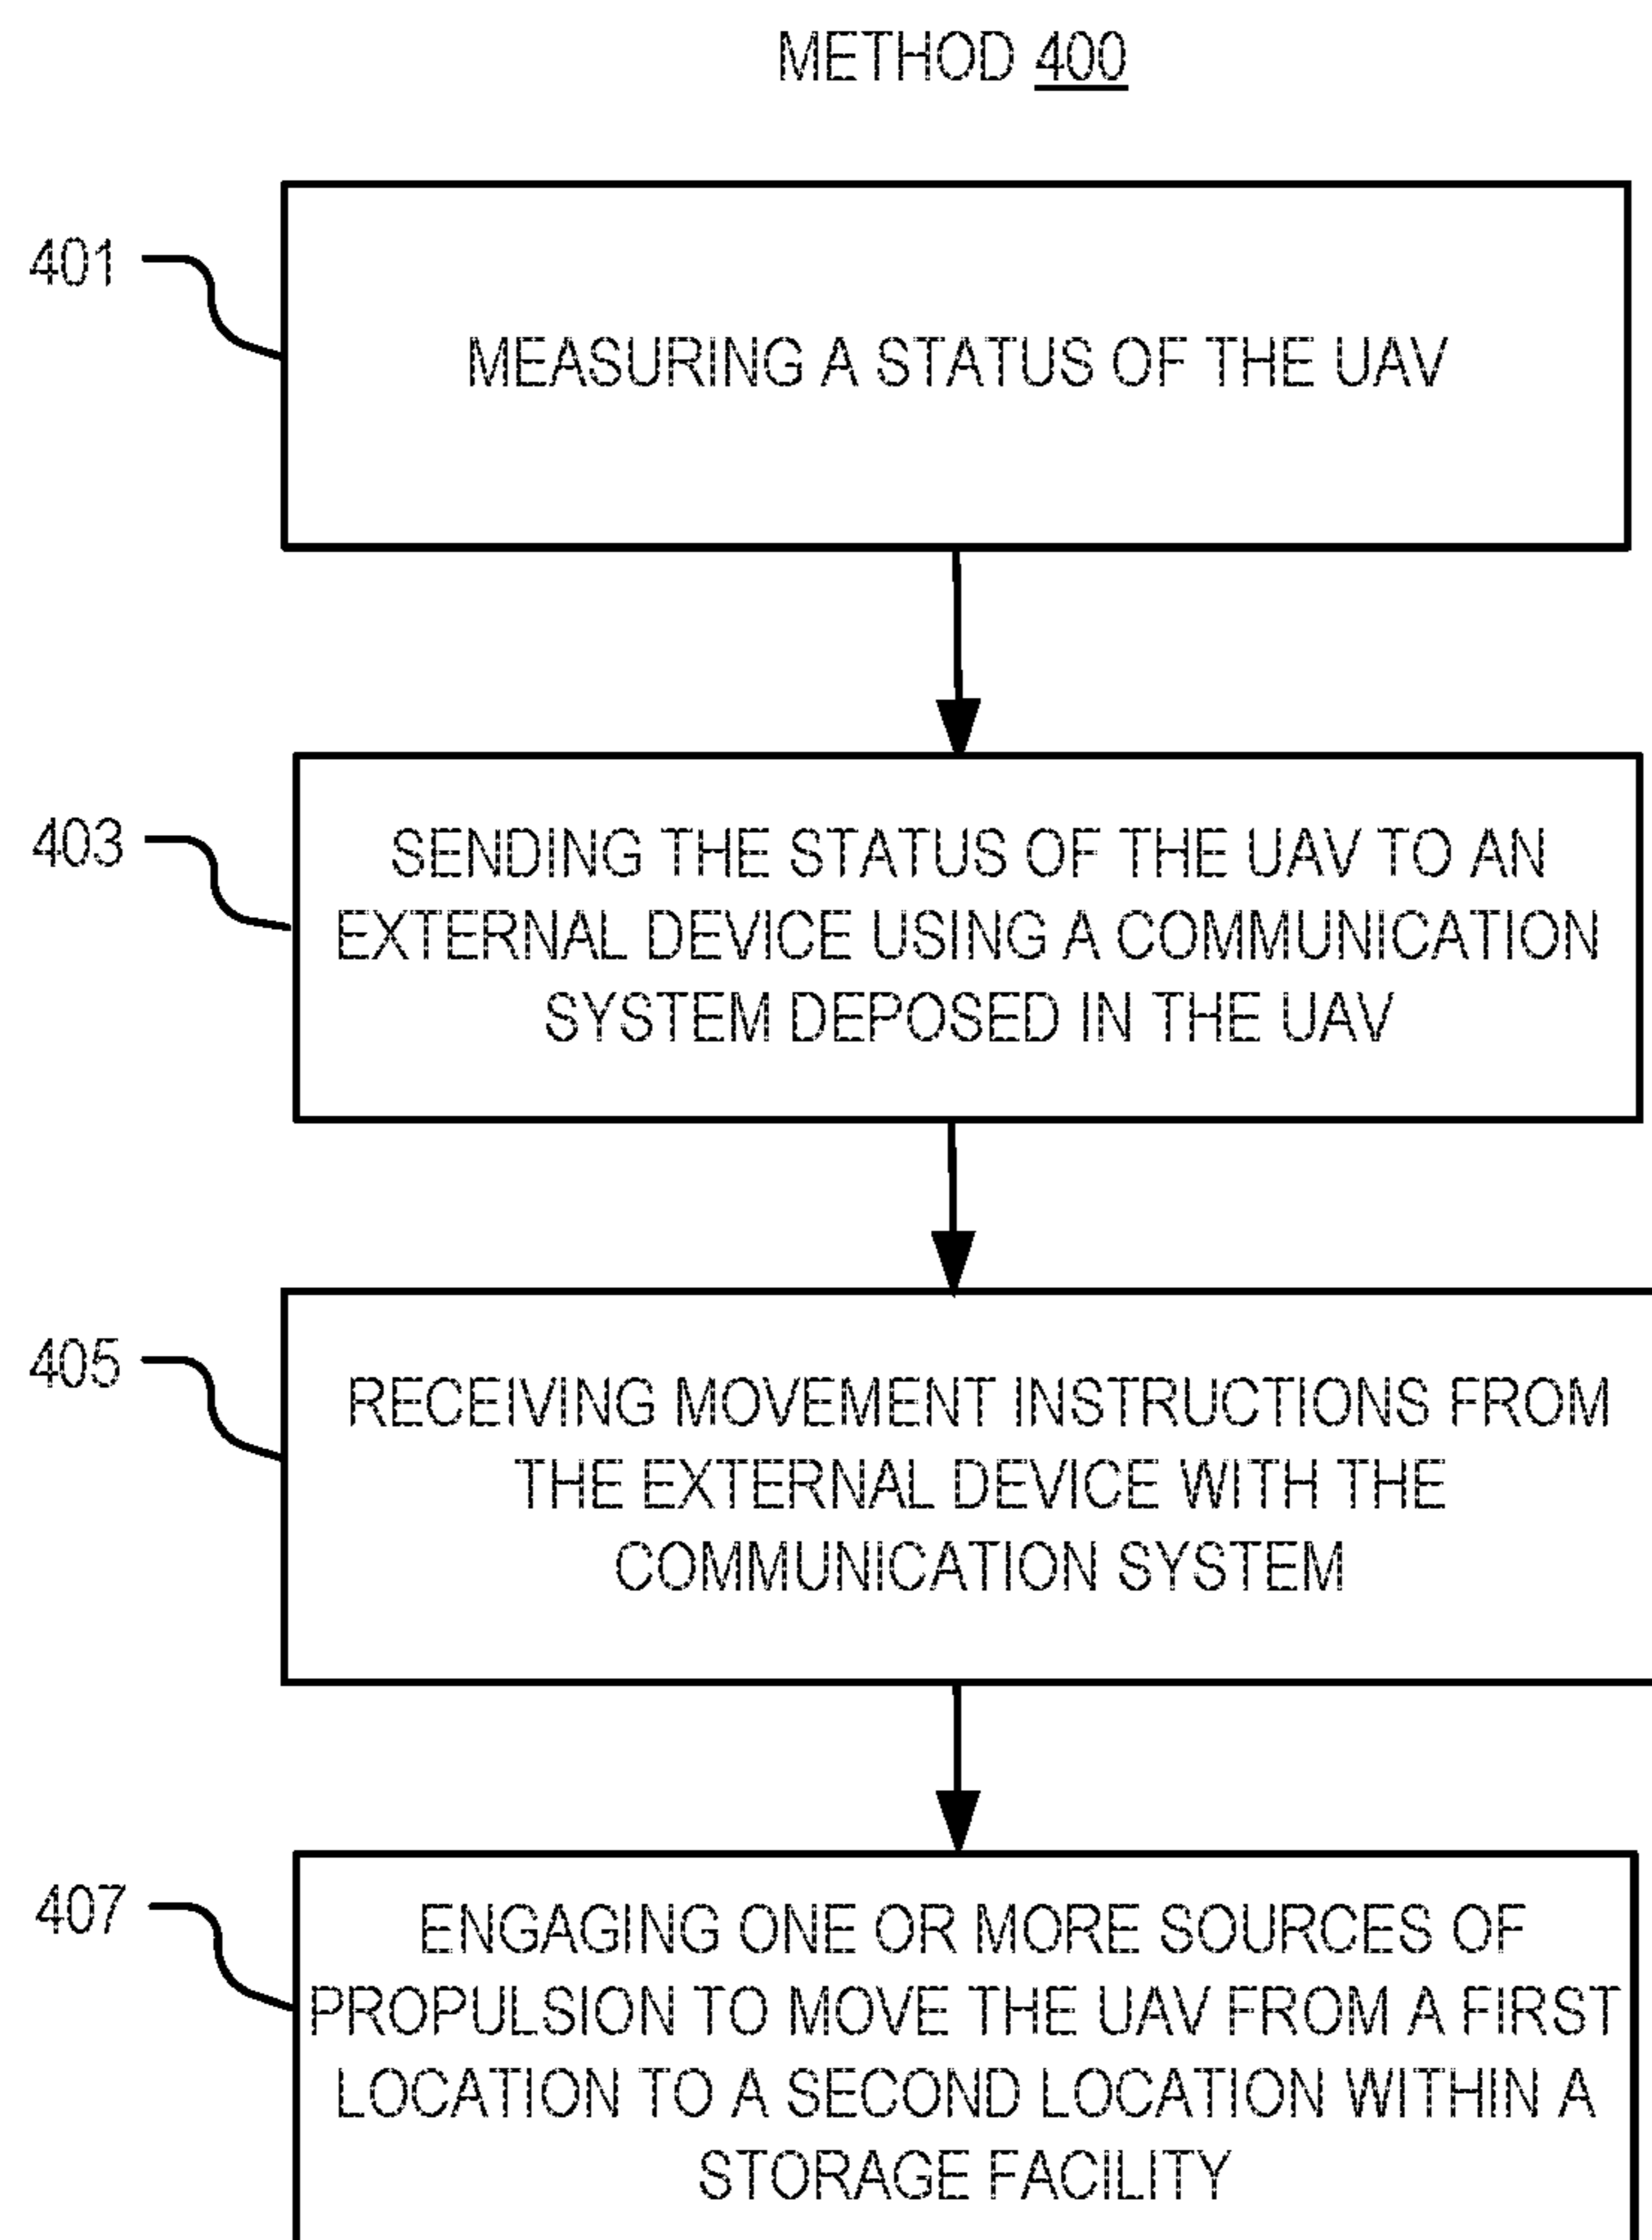 METHOD 400
401
MEASURING A STATUS OF THE UAV
403
SENDING THE STATUS OF THE UAV TO AN
EXTERNAL DEVICE USING A COMMUNICATION
SYSTEM DEPOSED IN THE UAV
405
RECEIVING MOVEMENT INSTRUCTIONS FROM
THE EXTERNAL DEVICE WITH THE
COMMUNICATION SYSTEM
407
ENGAGING ONE OR MORE SOURCES OF
PROPULSION TO MOVE THE UAV FROM A FIRST
LOCATION TO A SECOND LOCATION WITHIN A
STORAGE FACILITY